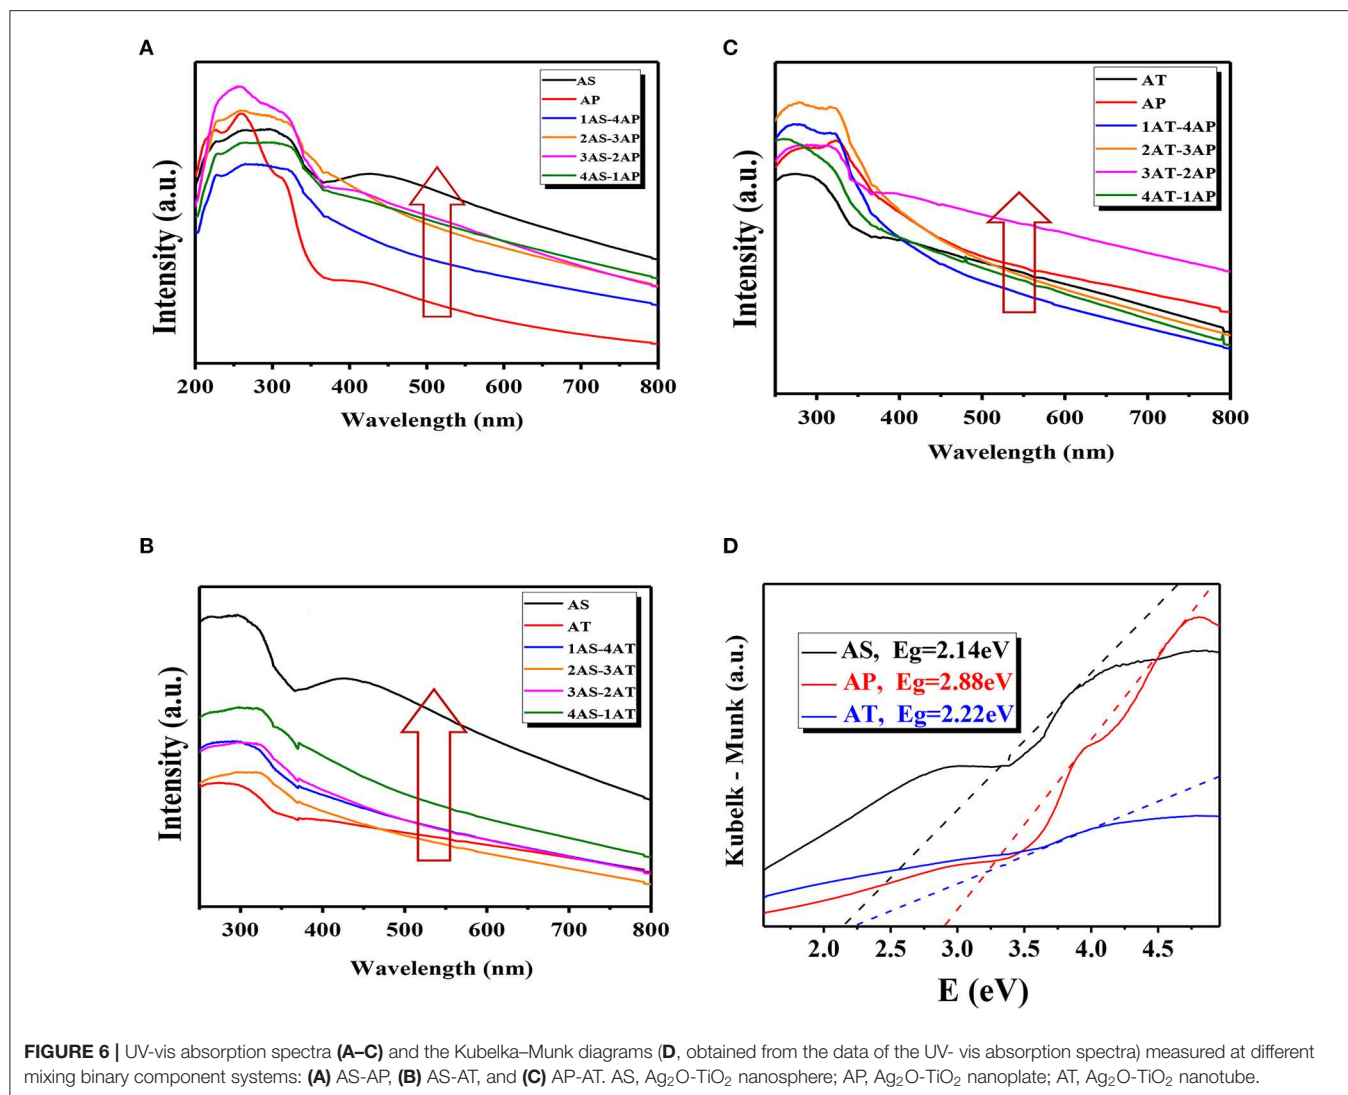 A
Intensity (a.u.)
AS
AP
1AS-4AP
2AS-3AP
3AS-2AP
4AS-1AP
200 300 400 500 600 700 800
Wavelength (nm)
C
Intensity (a.u.)
AT
AP
1AT-4AP
2AT-3AP
3AT-2AP
4AT-1AP
300 400 500 600 700 800
Wavelength (nm)
B
Intensity (a.u.)
AS
AT
1AS-4AT
2AS-3AT
3AS-2AT
4AS-1AT
300 400 500 600 700 800
Wavelength (nm)
D
Kubelk - Munk (a.u.)
AS, Eg=2.14eV
AP, Eg=2.88eV
AT, Eg=2.22eV
2.0 2.5 3.0 3.5 4.0 4.5
E (eV)
FIGURE 6 | UV-vis absorption spectra (A–C) and the Kubelka–Munk diagrams (D, obtained from the data of the UV- vis absorption spectra) measured at different
mixing binary component systems: (A) AS-AP, (B) AS-AT, and (C) AP-AT. AS, Ag₂O-TiO₂ nanosphere; AP, Ag₂O-TiO₂ nanoplate; AT, Ag₂O-TiO₂ nanotube.